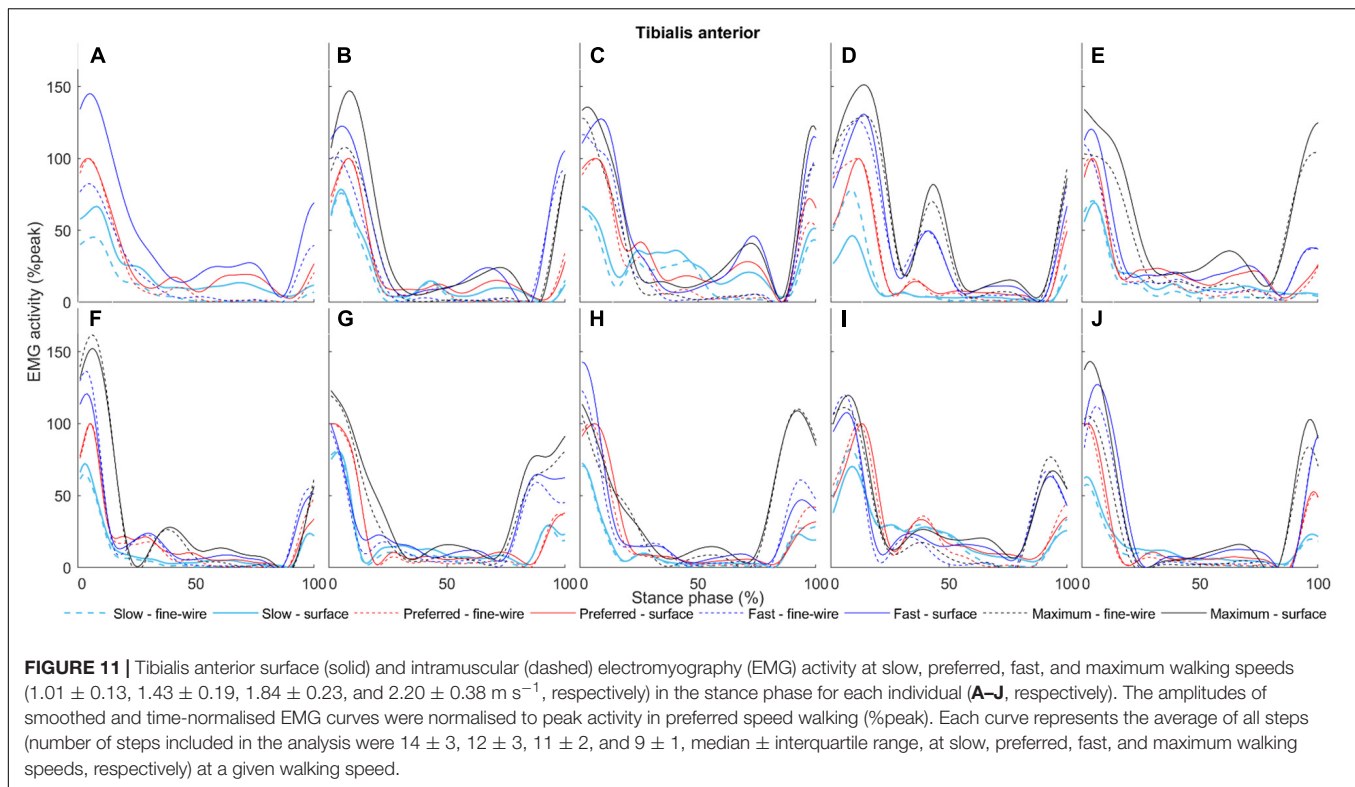 Tibialis anterior
A B C D E
150
100
50
0
F G H I J
EMG activity (%peak)
150
100
50
0
0 50 100 50 100 50 100 50 100 50 100
Stance phase (%)
Slow - fine-wire Slow - surface Preferred - fine-wire Preferred - surface Fast - fine-wire Fast - surface Maximum - fine-wire Maximum - surface
FIGURE 11 | Tibialis anterior surface (solid) and intramuscular (dashed) electromyography (EMG) activity at slow, preferred, fast, and maximum walking speeds
(1.01 ± 0.13, 1.43 ± 0.19, 1.84 ± 0.23, and 2.20 ± 0.38 m s⁻¹, respectively) in the stance phase for each individual (A–J, respectively). The amplitudes of
smoothed and time-normalised EMG curves were normalised to peak activity in preferred speed walking (%peak). Each curve represents the average of all steps
(number of steps included in the analysis were 14 ± 3, 12 ± 3, 11 ± 2, and 9 ± 1, median ± interquartile range, at slow, preferred, fast, and maximum walking
speeds, respectively) at a given walking speed.